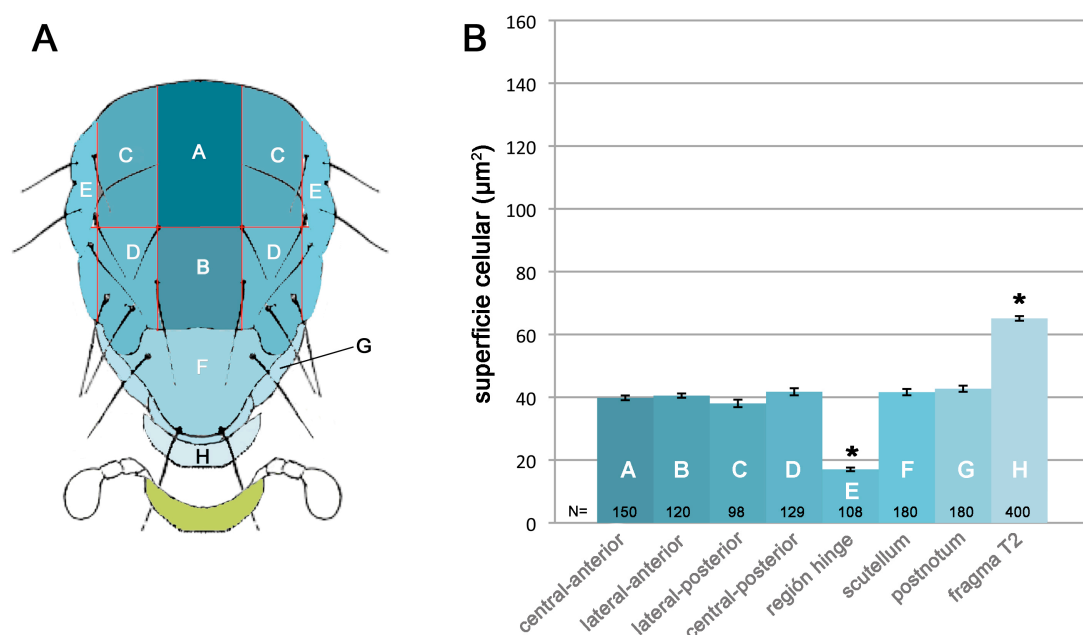 A
C A C
E E
D D
B
G
F
H
B
superficie celular (μm²)
160
140
120
100
80
60
40
20
0
* *
A B C D E F G H
N= 150 120 98 129 108 180 180 400
central-anterior
lateral-anterior
lateral-posterior
central-posterior
región hinge
scutellum
postnotum
fragma T2